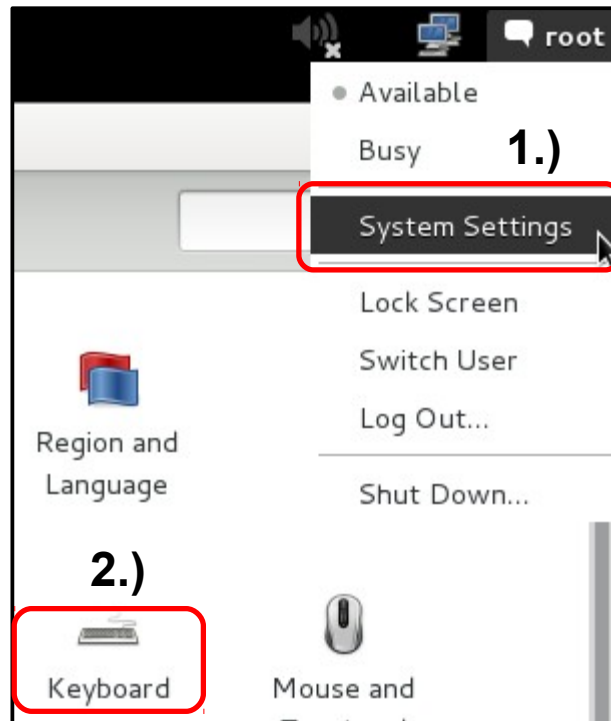 root
Available
Busy
1.)
System Settings
Lock Screen
Switch User
Log Out...
Shut Down...
Region and
Language
2.)
Keyboard
Mouse and